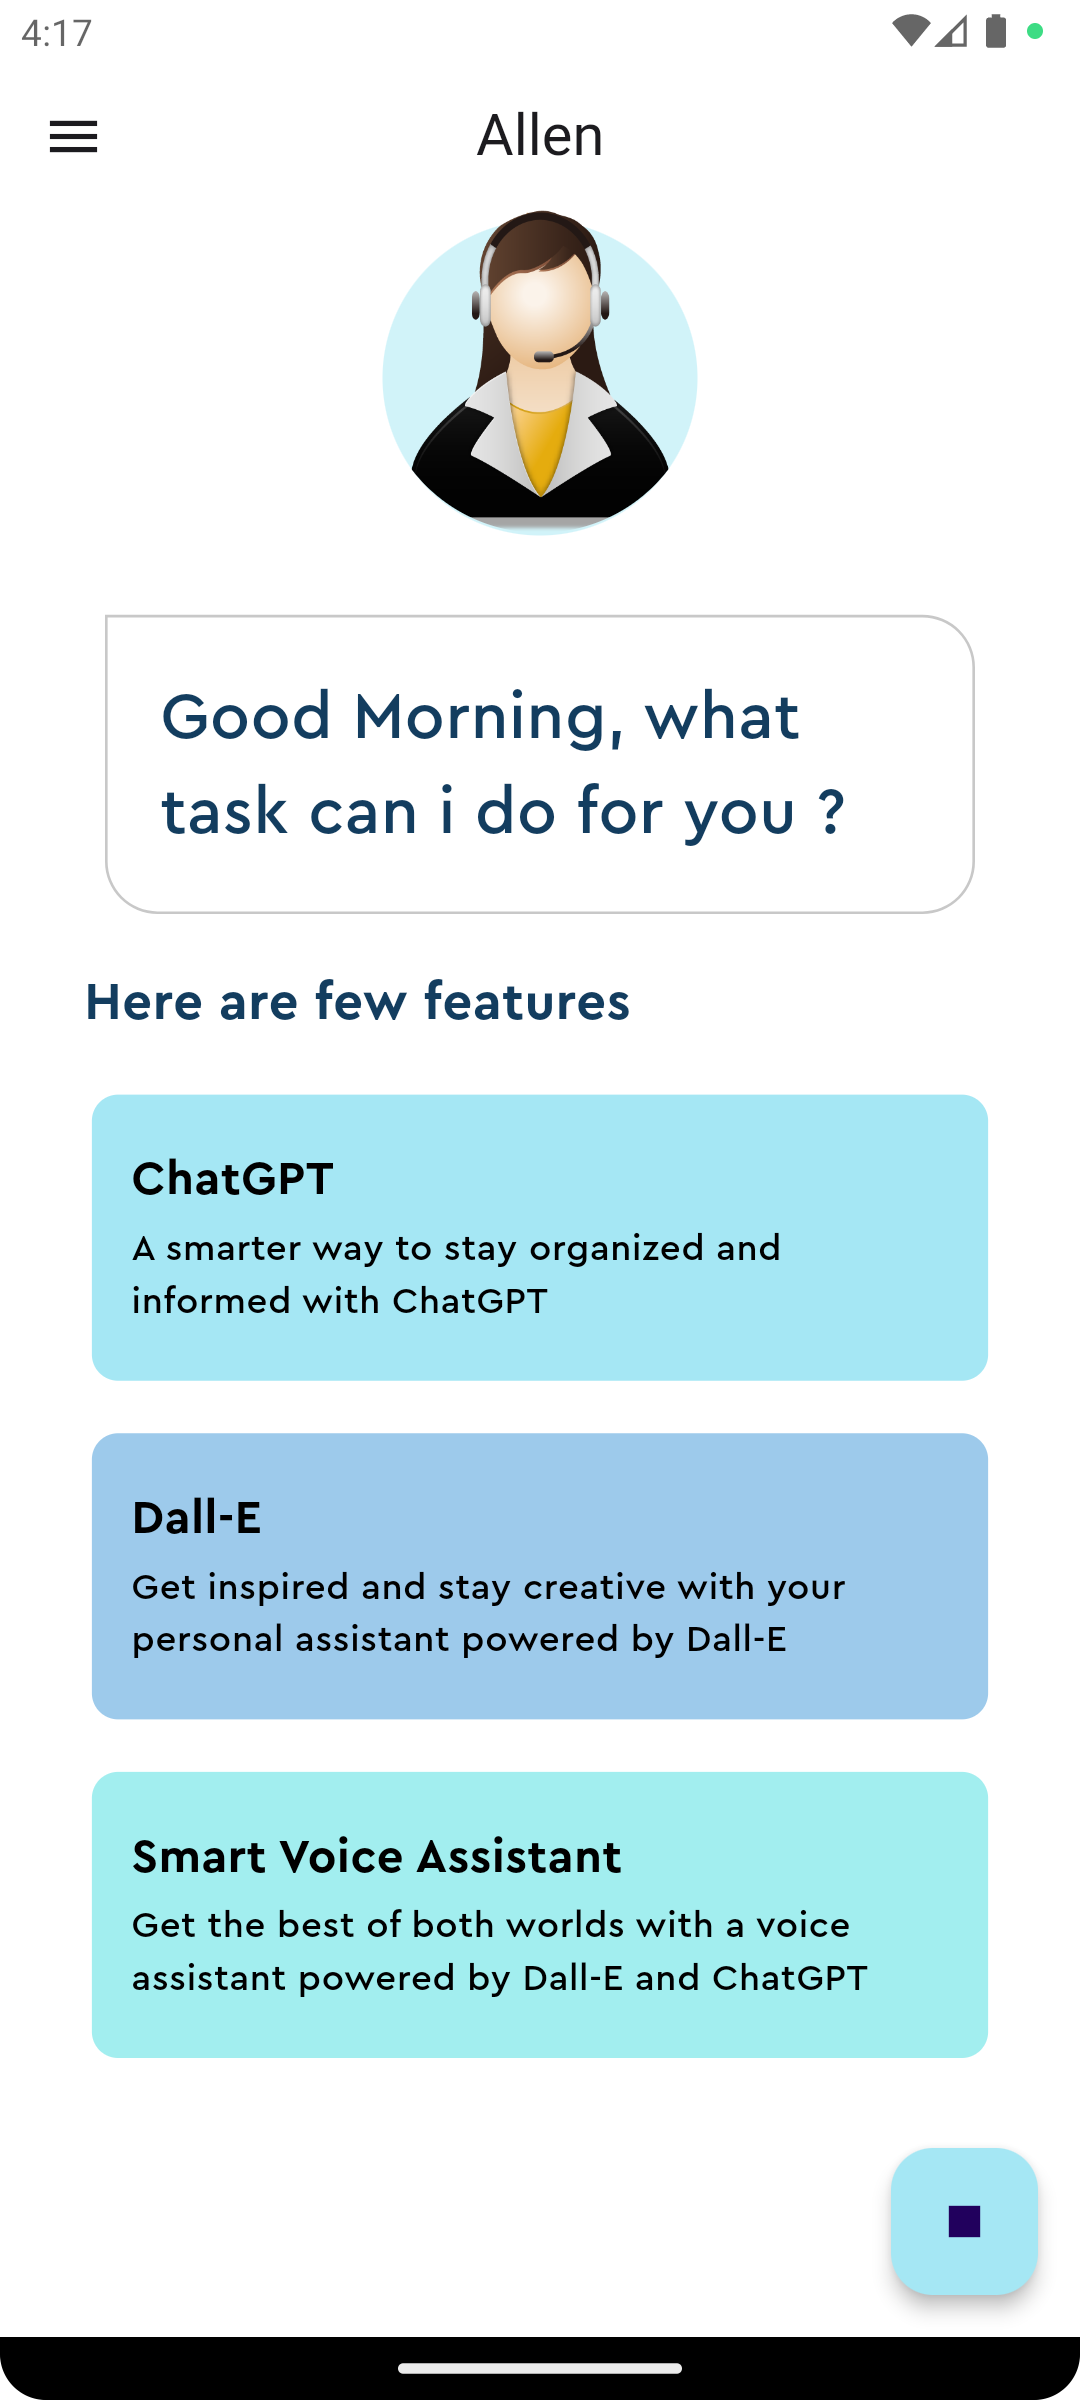 4:17
Allen
Good Morning, what
task can i do for you ?
Here are few features
ChatGPT
A smarter way to stay organized and
informed with ChatGPT
Dall-E
Get inspired and stay creative with your
personal assistant powered by Dall-E
Smart Voice Assistant
Get the best of both worlds with a voice
assistant powered by Dall-E and ChatGPT